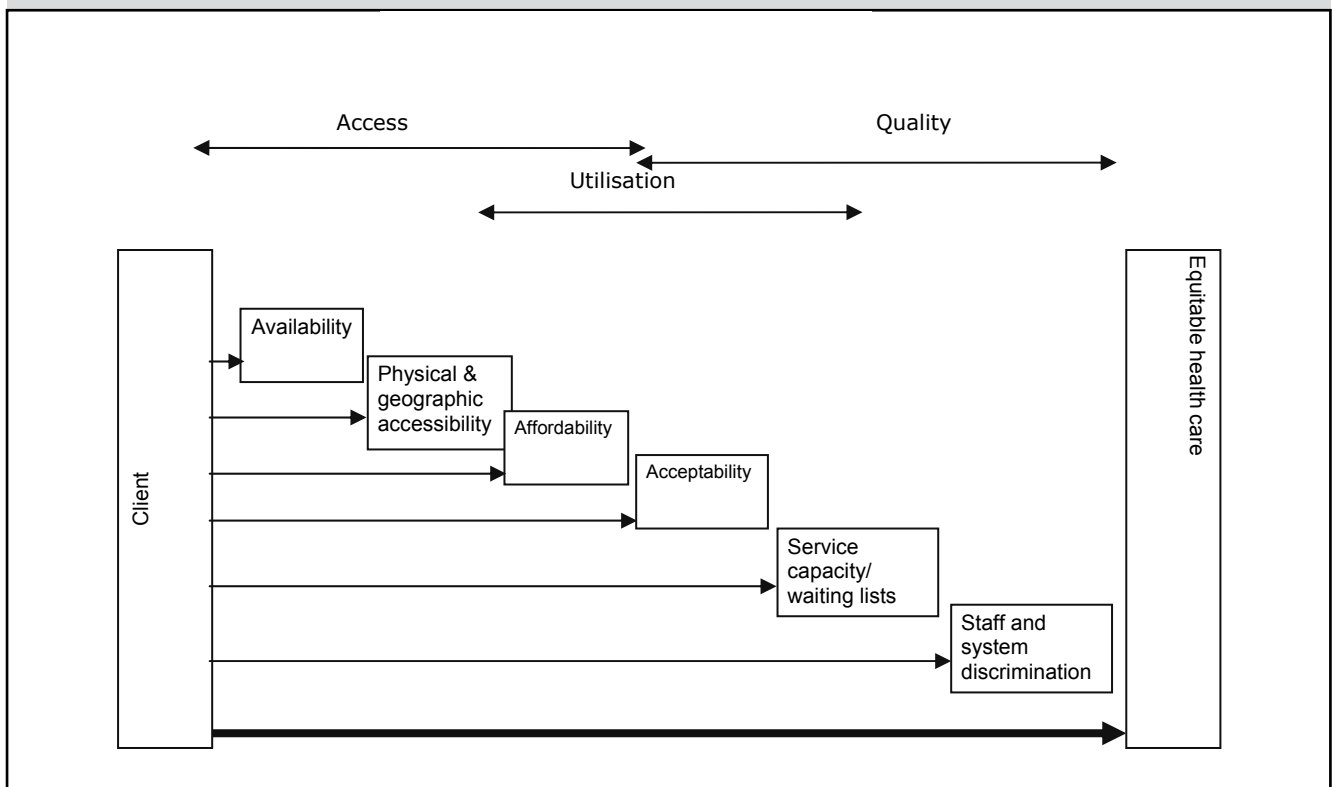 Access
Quality
Utilisation
Client
Availability
Physical &
geographic
accessibility
Affordability
Acceptability
Service
capacity/
waiting lists
Staff and
system
discrimination
Equitable health care